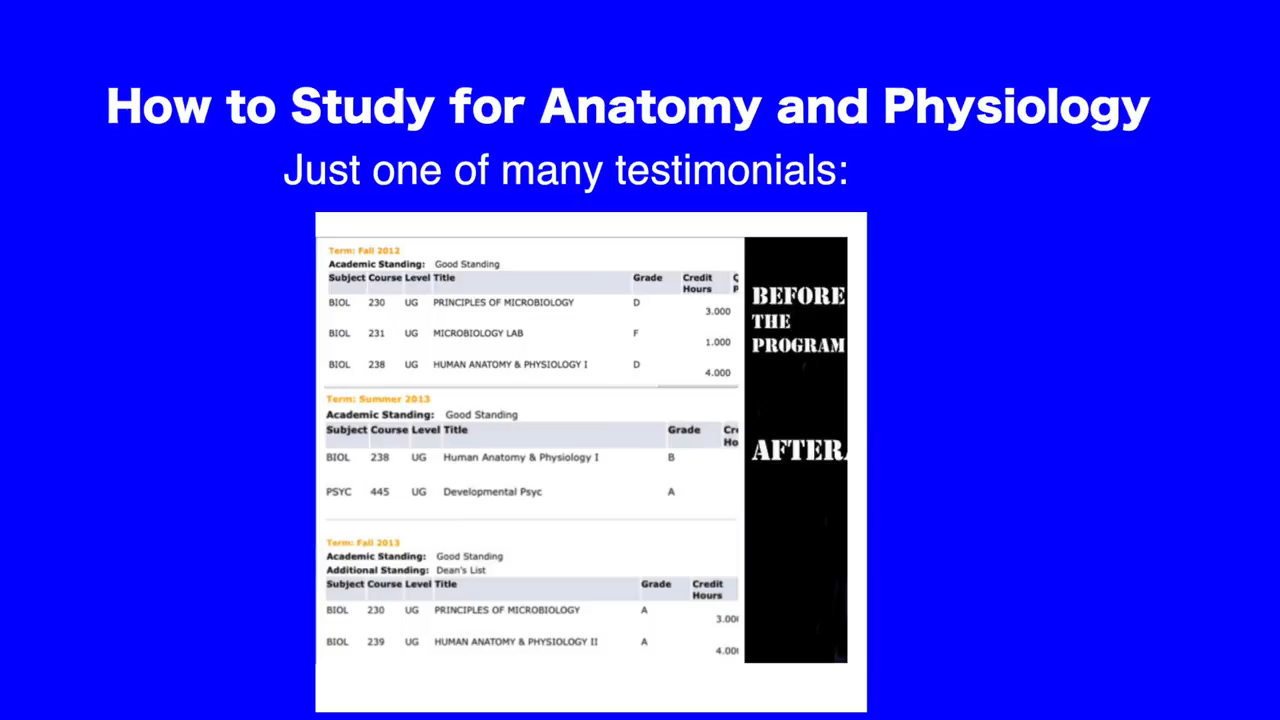 How to Study for Anatomy and Physiology
Just one of many testimonials:
Term: Fall 2012
Academic Standing: Good Standing
Subject Course Level Title Grade Credit Hours
BIOL 230 UG PRINCIPLES OF MICROBIOLOGY D 3.000
BIOL 231 UG MICROBIOLOGY LAB F 1.000
BIOL 238 UG HUMAN ANATOMY & PHYSIOLOGY I D 4.000
BEFORE
THE
PROGRAM
Term: Summer 2013
Academic Standing: Good Standing
Subject Course Level Title Grade
BIOL 238 UG Human Anatomy & Physiology I B
PSYC 445 UG Developmental Psyc A
AFTER
Term: Fall 2013
Academic Standing: Good Standing
Additional Standing: Dean's List
Subject Course Level Title Grade Credit Hours
BIOL 230 UG PRINCIPLES OF MICROBIOLOGY A 3.00
BIOL 239 UG HUMAN ANATOMY & PHYSIOLOGY II A 4.00